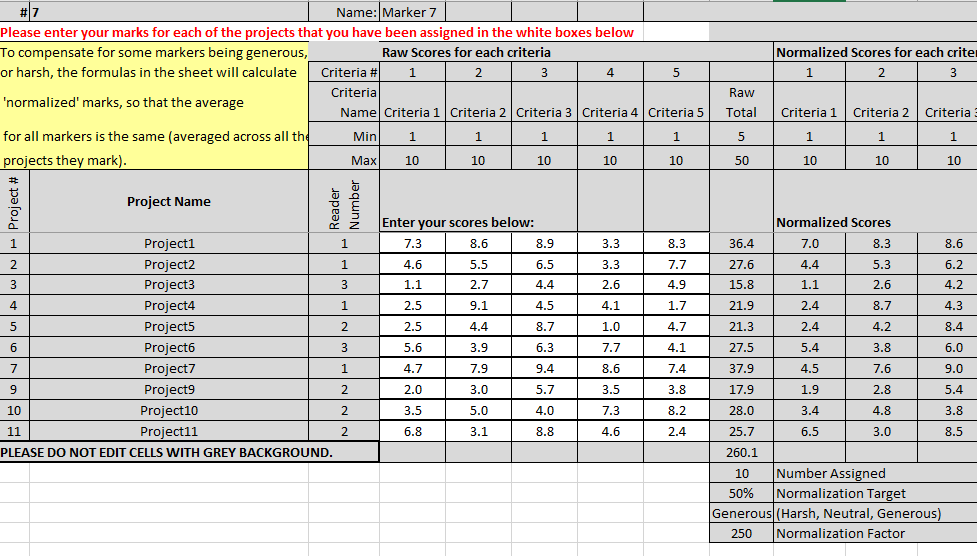 # 7 Name: Marker 7
Please enter your marks for each of the projects that you have been assigned in the white boxes below
To compensate for some markers being generous, Raw Scores for each criteria Normalized Scores for each crite
or harsh, the formulas in the sheet will calculate Criteria # 1 2 3 4 5 1 2 3
'normalized' marks, so that the average Criteria Name Criteria 1 Criteria 2 Criteria 3 Criteria 4 Criteria 5 Raw Total Criteria 1 Criteria 2 Criteria
for all markers is the same (averaged across all the Min 1 1 1 1 1 5 1 1 1
projects they mark). Max 10 10 10 10 10 50 10 10 10
Project # Project Name Reader Number Enter your scores below: Normalized Scores
1 Project1 1 7.3 8.6 8.9 3.3 8.3 36.4 7.0 8.3 8.6
2 Project2 1 4.6 5.5 6.5 3.3 7.7 27.6 4.4 5.3 6.2
3 Project3 3 1.1 2.7 4.4 2.6 4.9 15.8 1.1 2.6 4.2
4 Project4 1 2.5 9.1 4.5 4.1 1.7 21.9 2.4 8.7 4.3
5 Project5 2 2.5 4.4 8.7 1.0 4.7 21.3 2.4 4.2 8.4
6 Project6 3 5.6 3.9 6.3 7.7 4.1 27.5 5.4 3.8 6.0
7 Project7 1 4.7 7.9 9.4 8.6 7.4 37.9 4.5 7.6 9.0
9 Project9 2 2.0 3.0 5.7 3.5 3.8 17.9 1.9 2.8 5.4
10 Project10 2 3.5 5.0 4.0 7.3 8.2 28.0 3.4 4.8 3.8
11 Project11 2 6.8 3.1 8.8 4.6 2.4 25.7 6.5 3.0 8.5
PLEASE DO NOT EDIT CELLS WITH GREY BACKGROUND. 260.1
10 Number Assigned
50% Normalization Target
Generous (Harsh, Neutral, Generous)
250 Normalization Factor